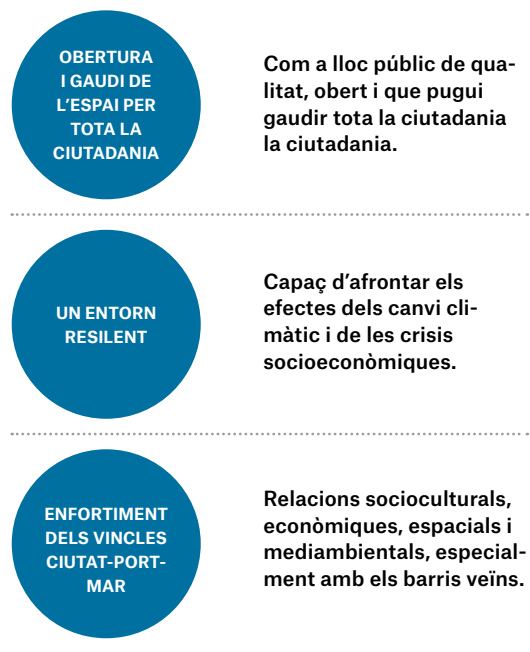 OBERTURA
I GAUDI DE
L'ESPAI PER
TOTA LA
CIUTADANIA
Com a lloc públic de qua-
litat, obert i que pugui
gaudir tota la ciutadania
la ciutadania.
UN ENTORN
RESILENT
Capaç d'afrontar els
efectes dels canvi cli-
màtic i de les crisis
socioeconòmiques.
ENFORTIMENT
DELS VINCLES
CIUTAT-PORT-
MAR
Relacions socioculturals,
econòmiques, espacials i
mediambientals, especial-
ment amb els barris veïns.